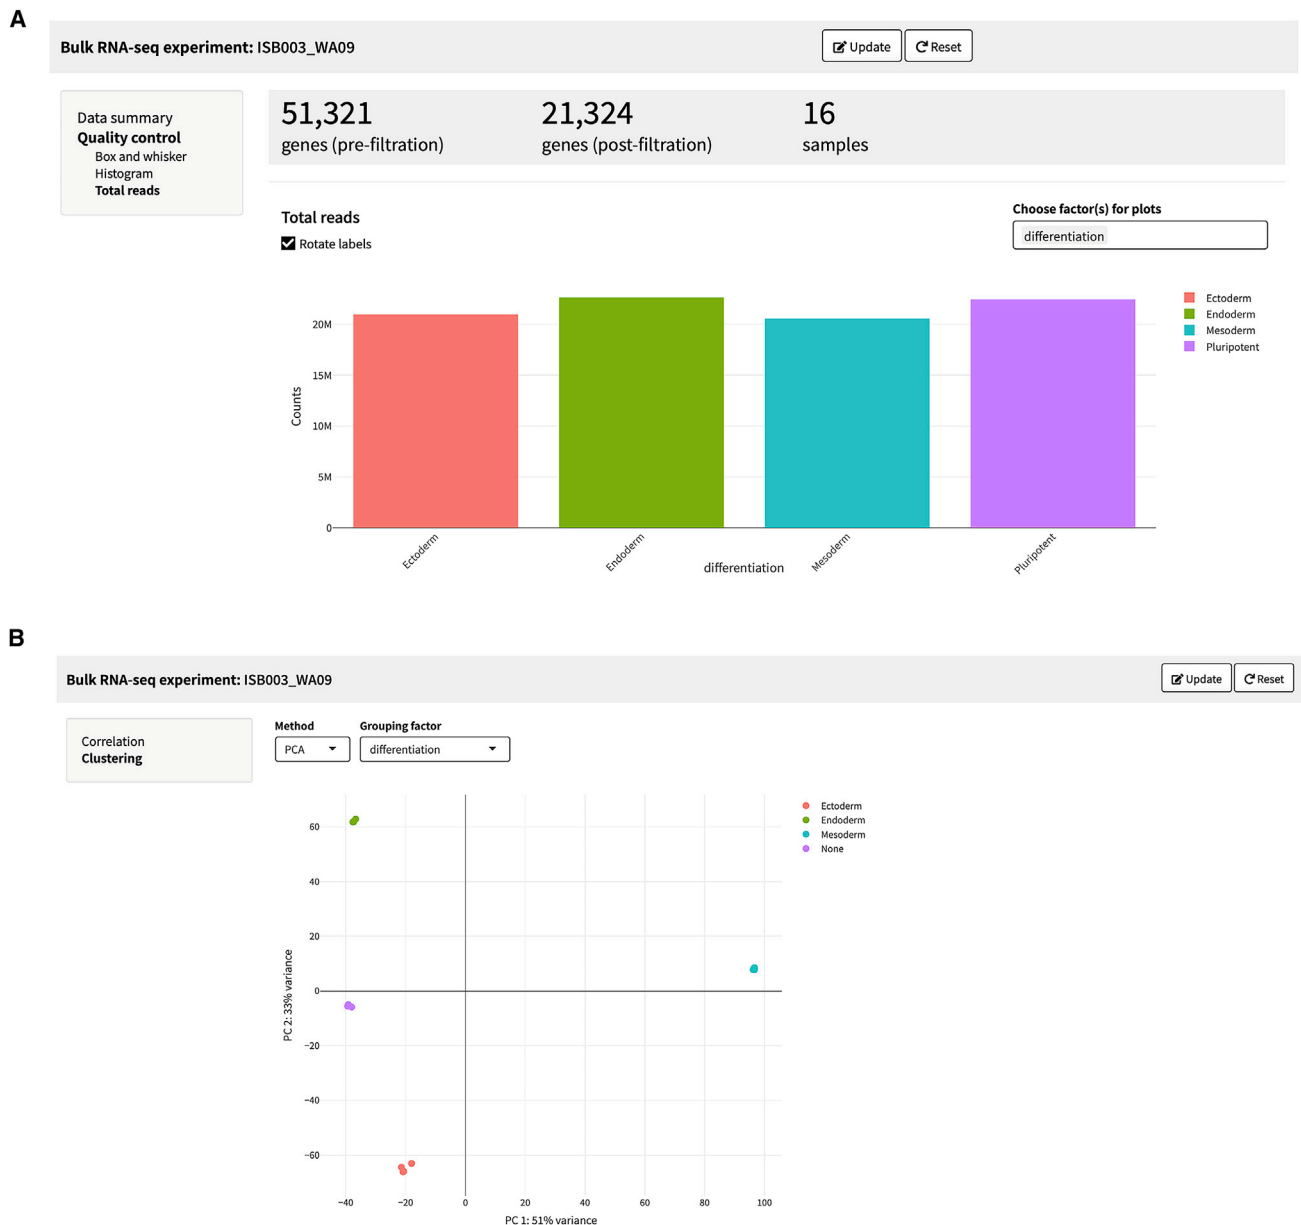 A
Bulk RNA-seq experiment: ISB003_WA09
Update
Reset
Data summary
Quality control
Box and whisker
Histogram
Total reads
51,321
genes (pre-filtration)
21,324
genes (post-filtration)
16
samples
Total reads
Rotate labels
Choose factor(s) for plots
differentiation
20M
15M
10M
5M
0
Counts
Ectoderm
Endoderm
Mesoderm
Pluripotent
differentiation
Ectoderm
Endoderm
Mesoderm
Pluripotent
B
Bulk RNA-seq experiment: ISB003_WA09
Update
Reset
Correlation
Clustering
Method
PCA
Grouping factor
differentiation
60
40
20
0
−20
−40
−60
PC 2: 33% variance
−40
−20
0
20
40
60
80
100
PC 1: 51% variance
Ectoderm
Endoderm
Mesoderm
None